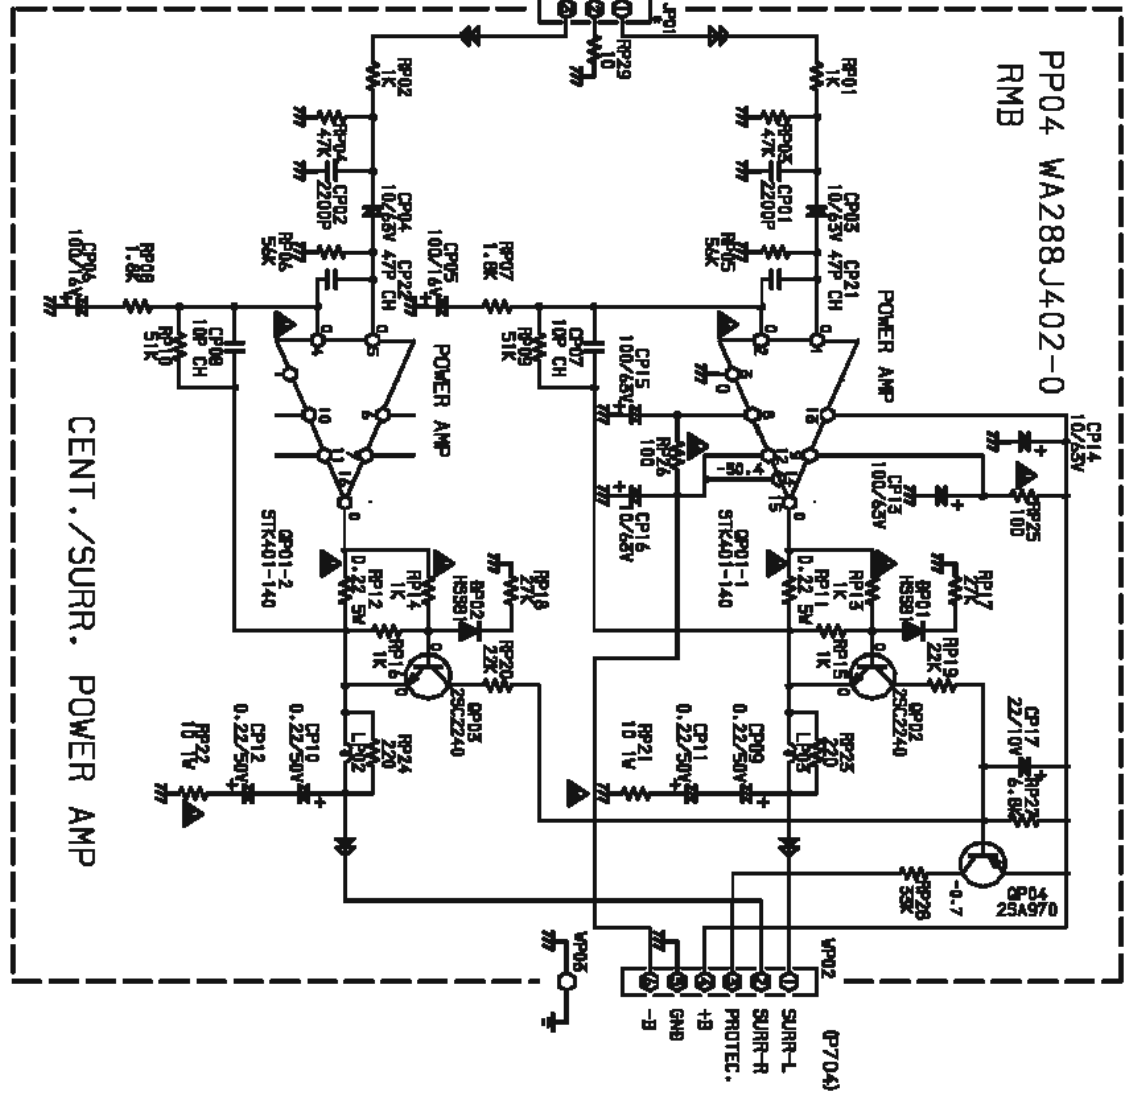 PP04 WA288J402-0
RMB
CENT./SURR. POWER AMP
JP01
RP29
10
RP02
1K
RP01
1K
RP04
47K
CP02
2200P
CP04
10/63V
RP06
56K
CP22
47P CH
RP03
47K
CP01
2200P
CP03
10/63V
RP05
56K
CP21
47P CH
CP06
100/16V
RP08
1.8K
RP10
51K
CP08
10P CH
CP05
100/16V
RP07
1.8K
RP09
51K
CP07
10P CH
POWER AMP
POWER AMP
CP15
100/63V
RP26
100
CP16
10/63V
-50.4
CP14
10/63V
CP13
100/63V
RP25
100
QP01-2
STK401-140
QP01-1
STK401-140
RP12
0.22 5W
RP14
1K
DP02
HSS81
RP18
27K
RP16
1K
RP20
22K
QP03
2SC2240
RP11
0.22 5W
RP13
1K
DP01
HSS81
RP17
27K
RP15
1K
RP19
22K
QP02
2SC2240
RP22
10 1W
CP12
0.22/50V
CP10
0.22/50V
LP02
RP24
220
RP21
10 1W
CP11
0.22/50V
CP09
0.22/50V
LP03
RP23
220
CP17
22/10V
RP27
6.8K
RP28
33K
-0.7
QP04
2SA970
WP03
WP02
(P704)
-B
GND
+B
PROTEC.
SURR-R
SURR-L